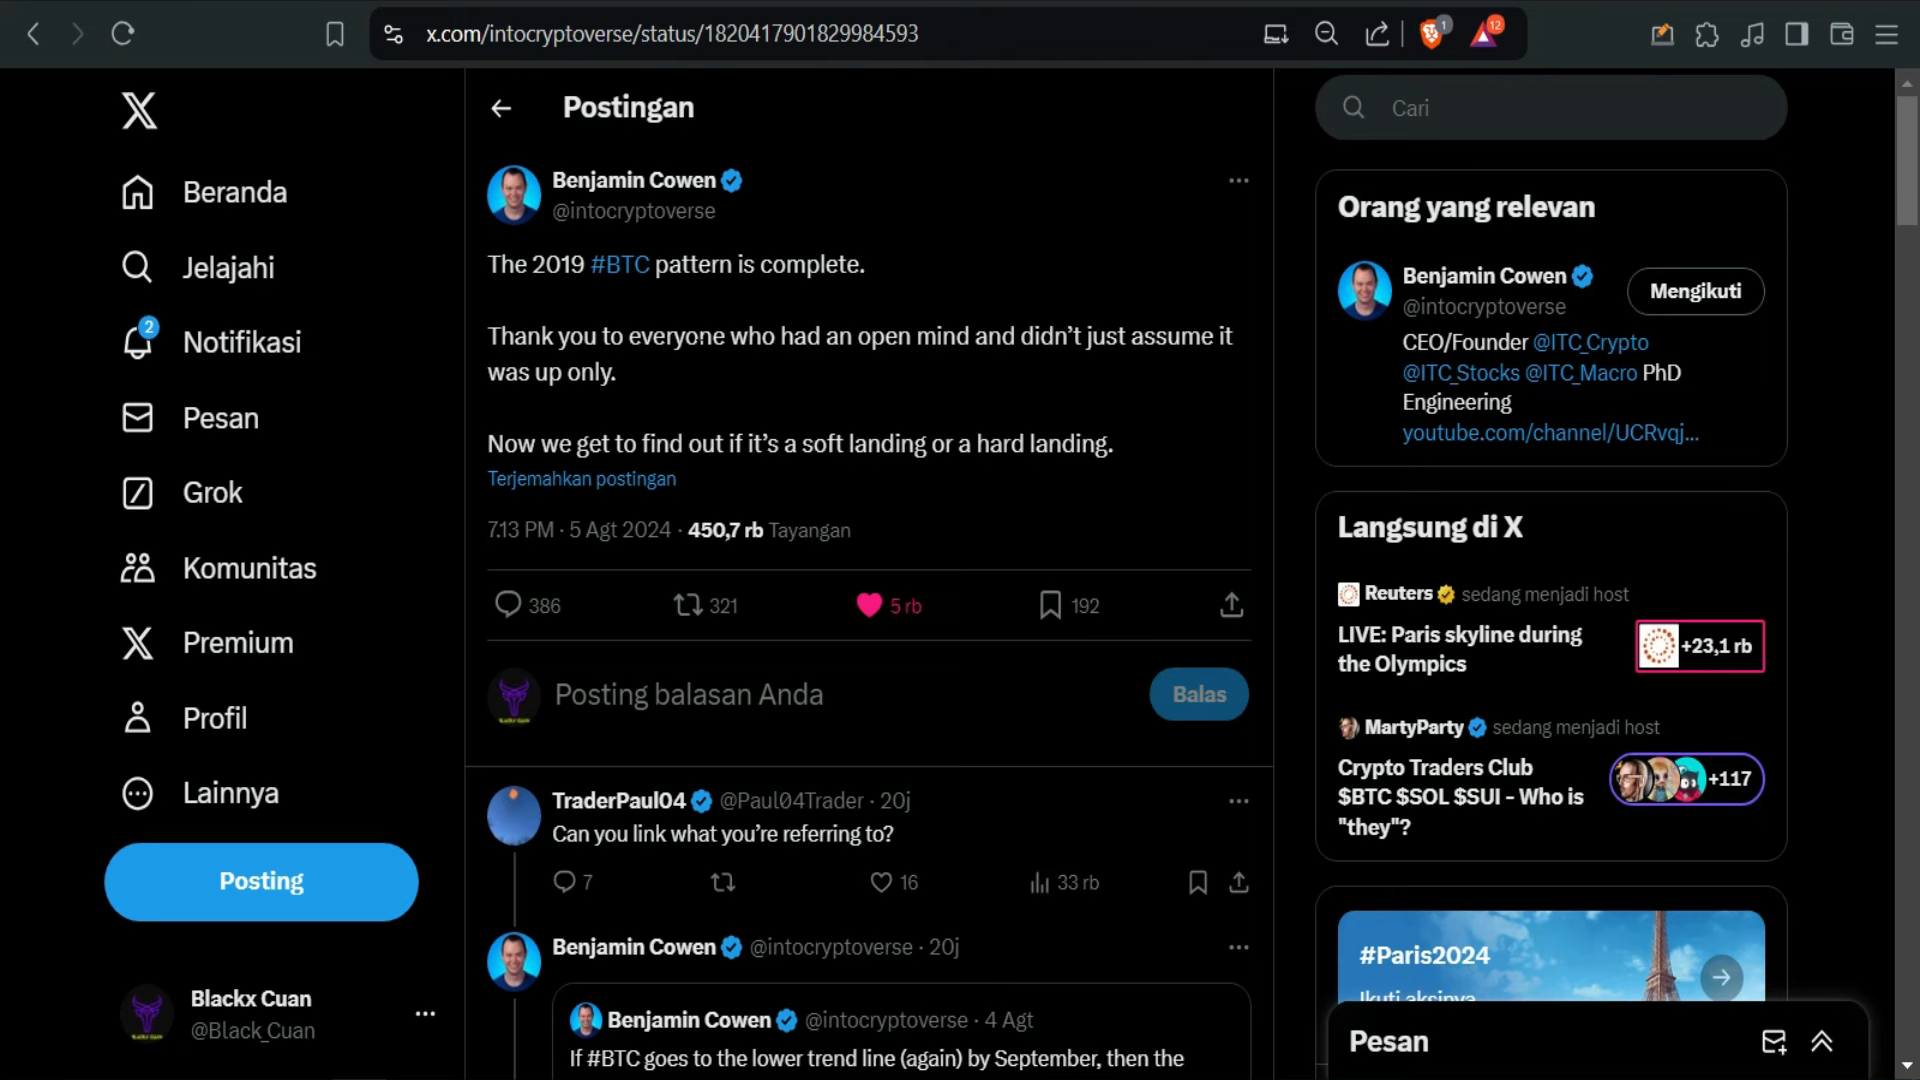 x.com/intocryptoverse/status/1820417901829984593
1
12
Beranda
Jelajahi
2
Notifikasi
Pesan
Grok
Komunitas
Premium
Profil
Lainnya
Posting
Blackx Cuan
@Black_Cuan
Postingan
Benjamin Cowen
@intocryptoverse
The 2019 #BTC pattern is complete.
Thank you to everyone who had an open mind and didn’t just assume it
was up only.
Now we get to find out if it’s a soft landing or a hard landing.
Terjemahkan postingan
7.13 PM · 5 Agt 2024 · 450,7 rb Tayangan
386 321 5 rb 192
Posting balasan Anda
Balas
TraderPaul04 @Paul04Trader · 20j
Can you link what you’re referring to?
7 16 33 rb
Benjamin Cowen @intocryptoverse · 20j
Benjamin Cowen @intocryptoverse · 4 Agt
If #BTC goes to the lower trend line (again) by September, then the
Cari
Orang yang relevan
Benjamin Cowen
@intocryptoverse
Mengikuti
CEO/Founder @ITC_Crypto
@ITC_Stocks @ITC_Macro PhD
Engineering
youtube.com/channel/UCRvqj...
Langsung di X
Reuters sedang menjadi host
LIVE: Paris skyline during
the Olympics
+23,1 rb
MartyParty sedang menjadi host
Crypto Traders Club
$BTC $SOL $SUI - Who is
"they"?
+117
#Paris2024
Ikuti aksinya
Pesan